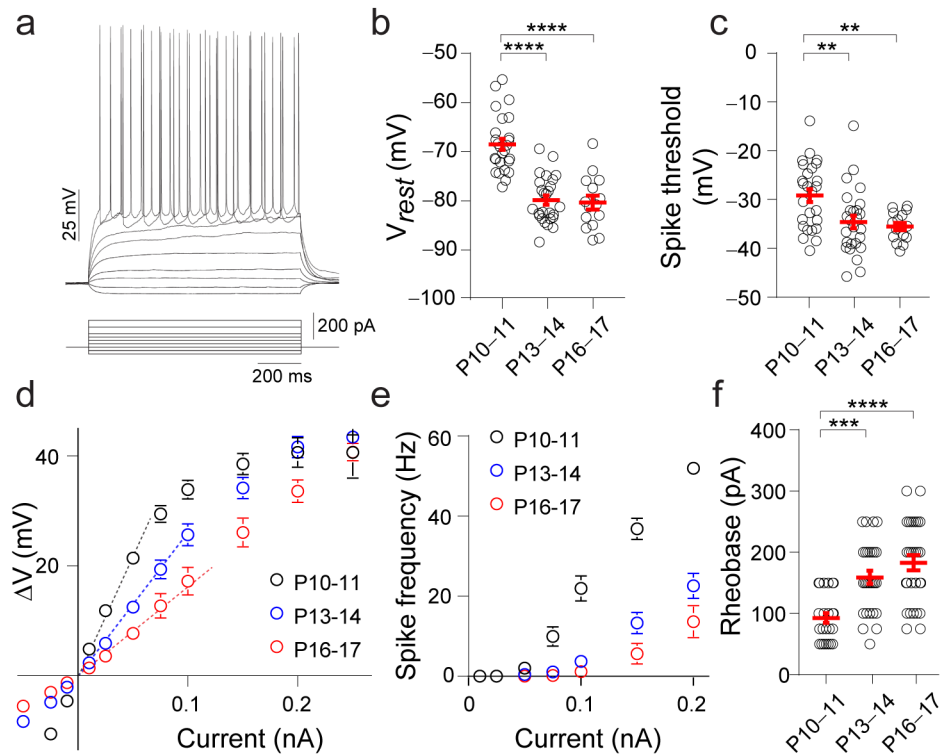 a
25 mV
200 pA
200 ms
b
****
****
−50
−60
−70
−80
−90
−100
Vrest (mV)
P10−11
P13−14
P16−17
c
**
**
0
−10
−20
−30
−40
−50
Spike threshold
(mV)
P10−11
P13−14
P16−17
d
40
20
ΔV (mV)
P10−11
P13−14
P16−17
0.1
0.2
Current (nA)
e
60
40
20
0
Spike frequency (Hz)
P10−11
P13−14
P16−17
0
0.1
0.2
Current (nA)
f
****
***
400
300
200
100
0
Rheobase (pA)
P10−11
P13−14
P16−17